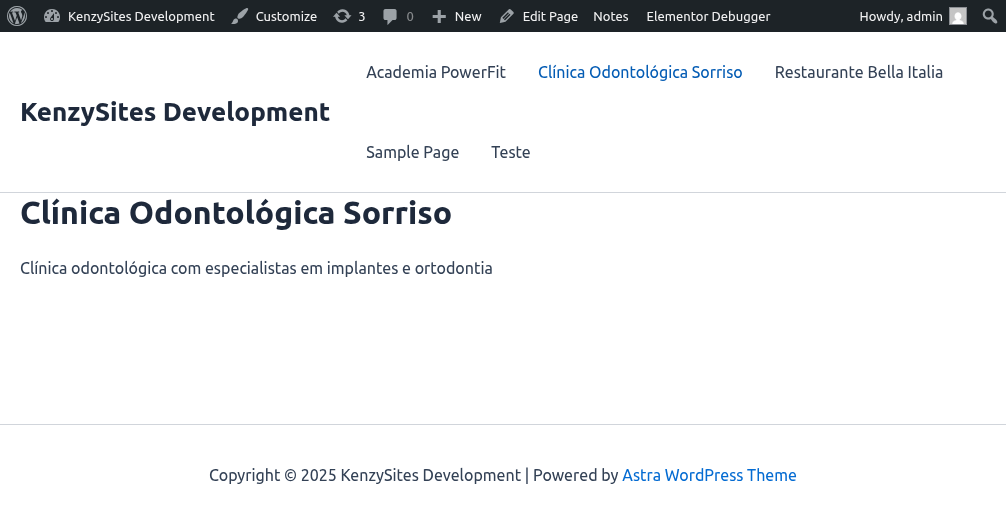 KenzySites Development Customize 3 0 New Edit Page Notes Elementor Debugger Howdy, admin
Academia PowerFit Clínica Odontológica Sorriso Restaurante Bella Italia
KenzySites Development
Sample Page Teste
Clínica Odontológica Sorriso
Clínica odontológica com especialistas em implantes e ortodontia
Copyright © 2025 KenzySites Development | Powered by Astra WordPress Theme